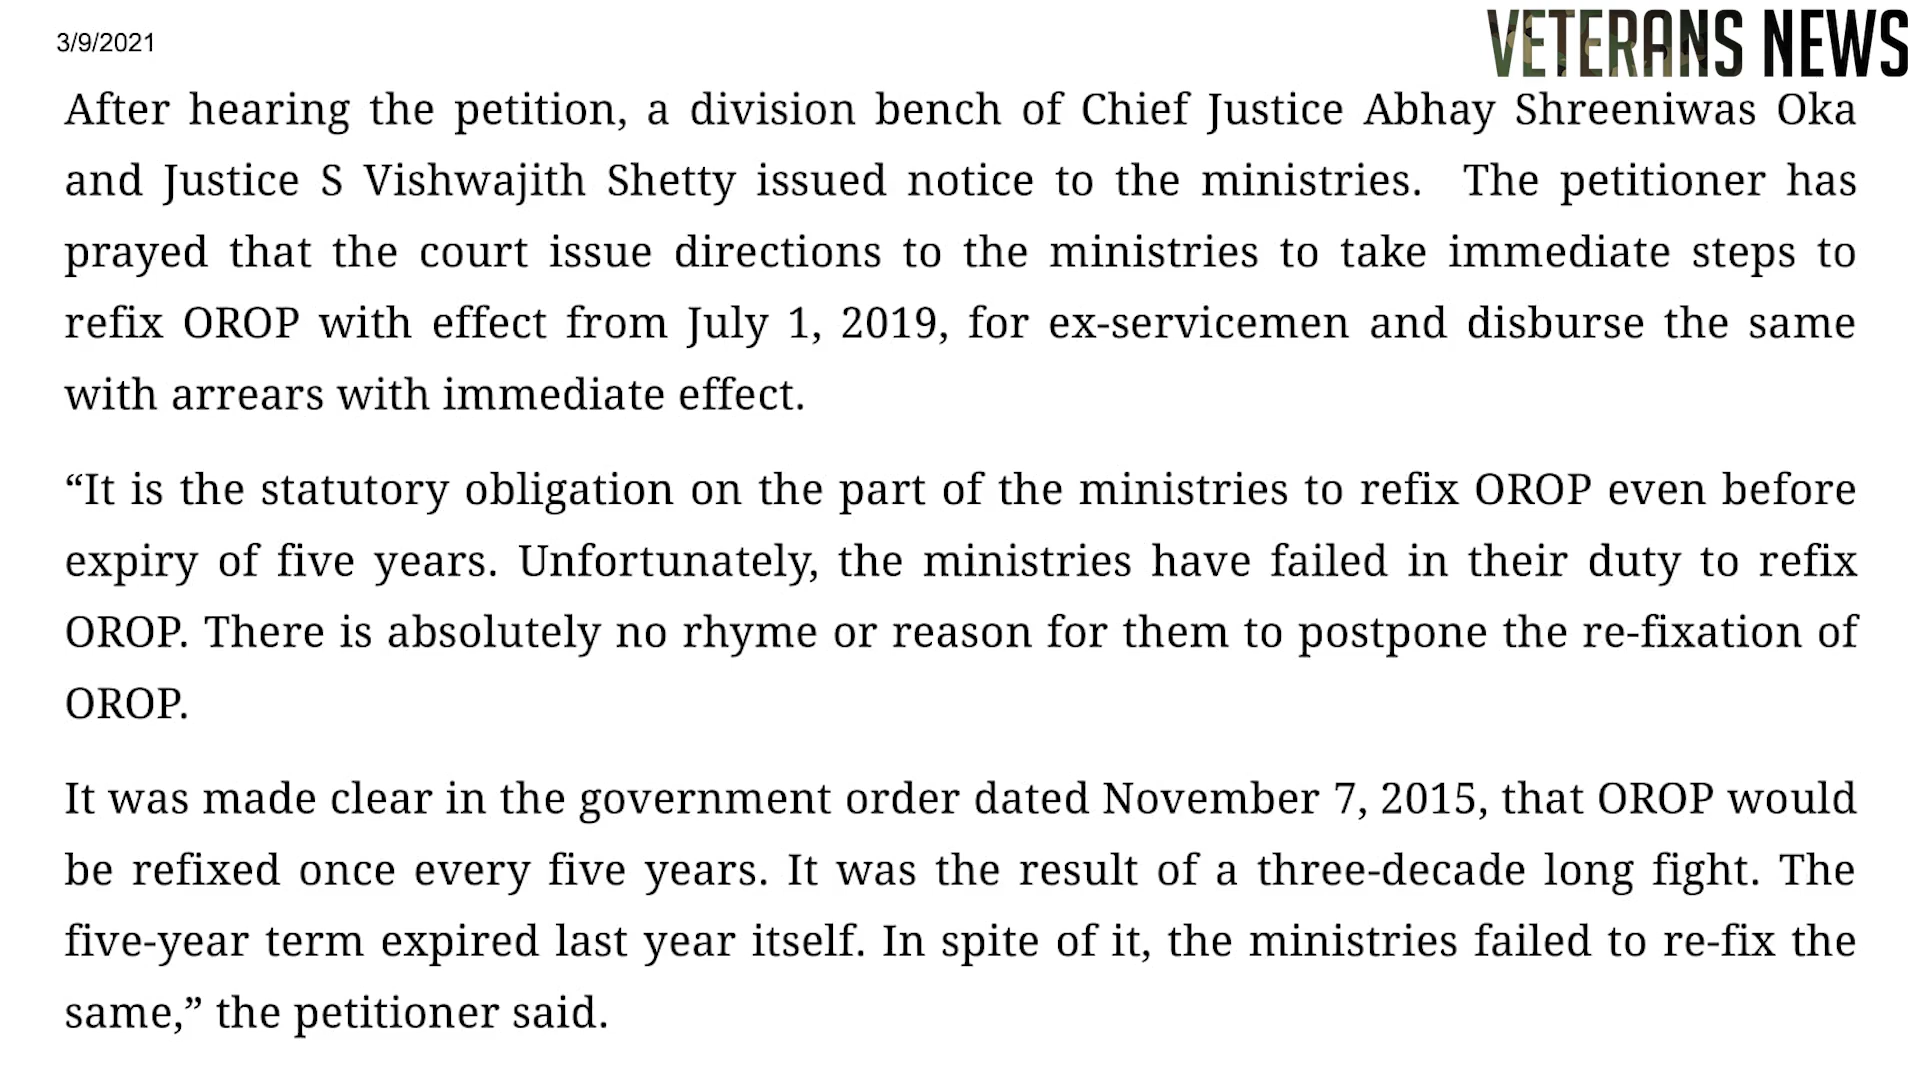 3/9/2021
VETERANS NEWS
After hearing the petition, a division bench of Chief Justice Abhay Shreeniwas Oka
and Justice S Vishwajith Shetty issued notice to the ministries. The petitioner has
prayed that the court issue directions to the ministries to take immediate steps to
refix OROP with effect from July 1, 2019, for ex-servicemen and disburse the same
with arrears with immediate effect.
“It is the statutory obligation on the part of the ministries to refix OROP even before
expiry of five years. Unfortunately, the ministries have failed in their duty to refix
OROP. There is absolutely no rhyme or reason for them to postpone the re-fixation of
OROP.
It was made clear in the government order dated November 7, 2015, that OROP would
be refixed once every five years. It was the result of a three-decade long fight. The
five-year term expired last year itself. In spite of it, the ministries failed to re-fix the
same,” the petitioner said.